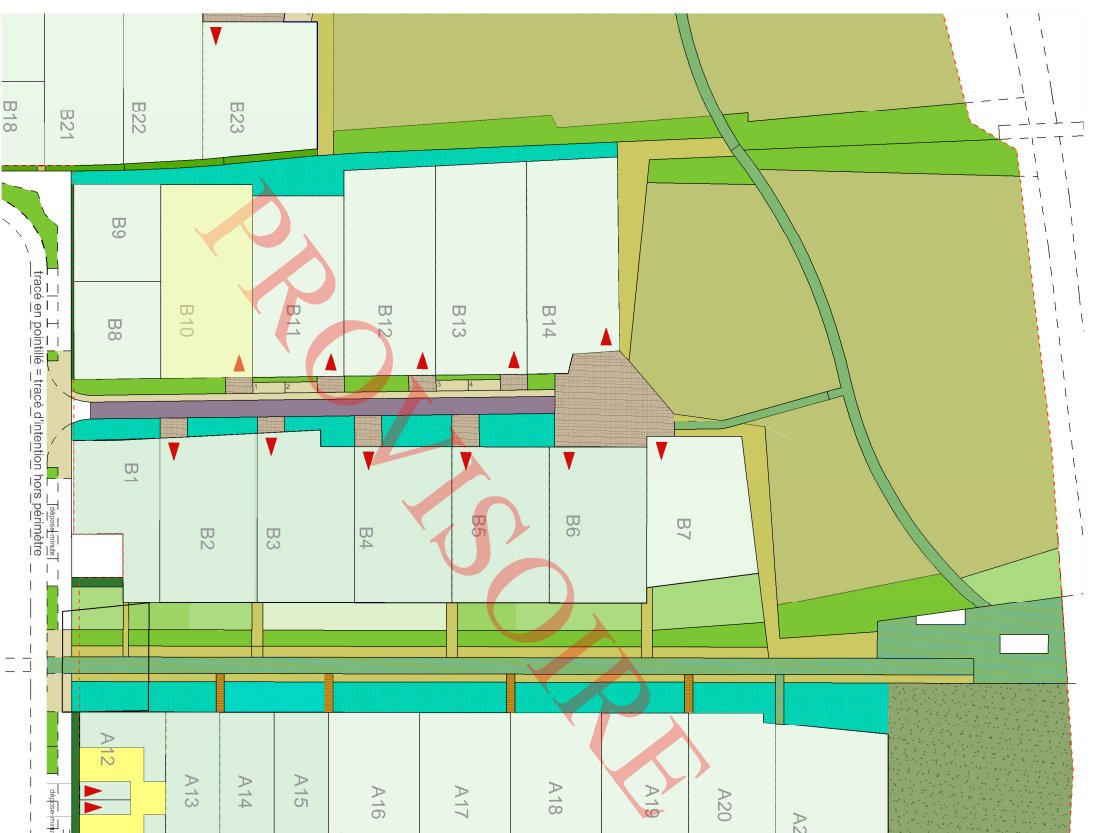 B18
B21
B22
B23
B9
B8
B10
B11
B12
B13
B14
1
2
3
4
tracé en pointillé = tracé d'intention hors périmètre
dépose-minute
B1
B2
B3
B4
B5
B6
B7
PROVISOIRE
A12
A13
A14
A15
A16
A17
A18
A19
A20